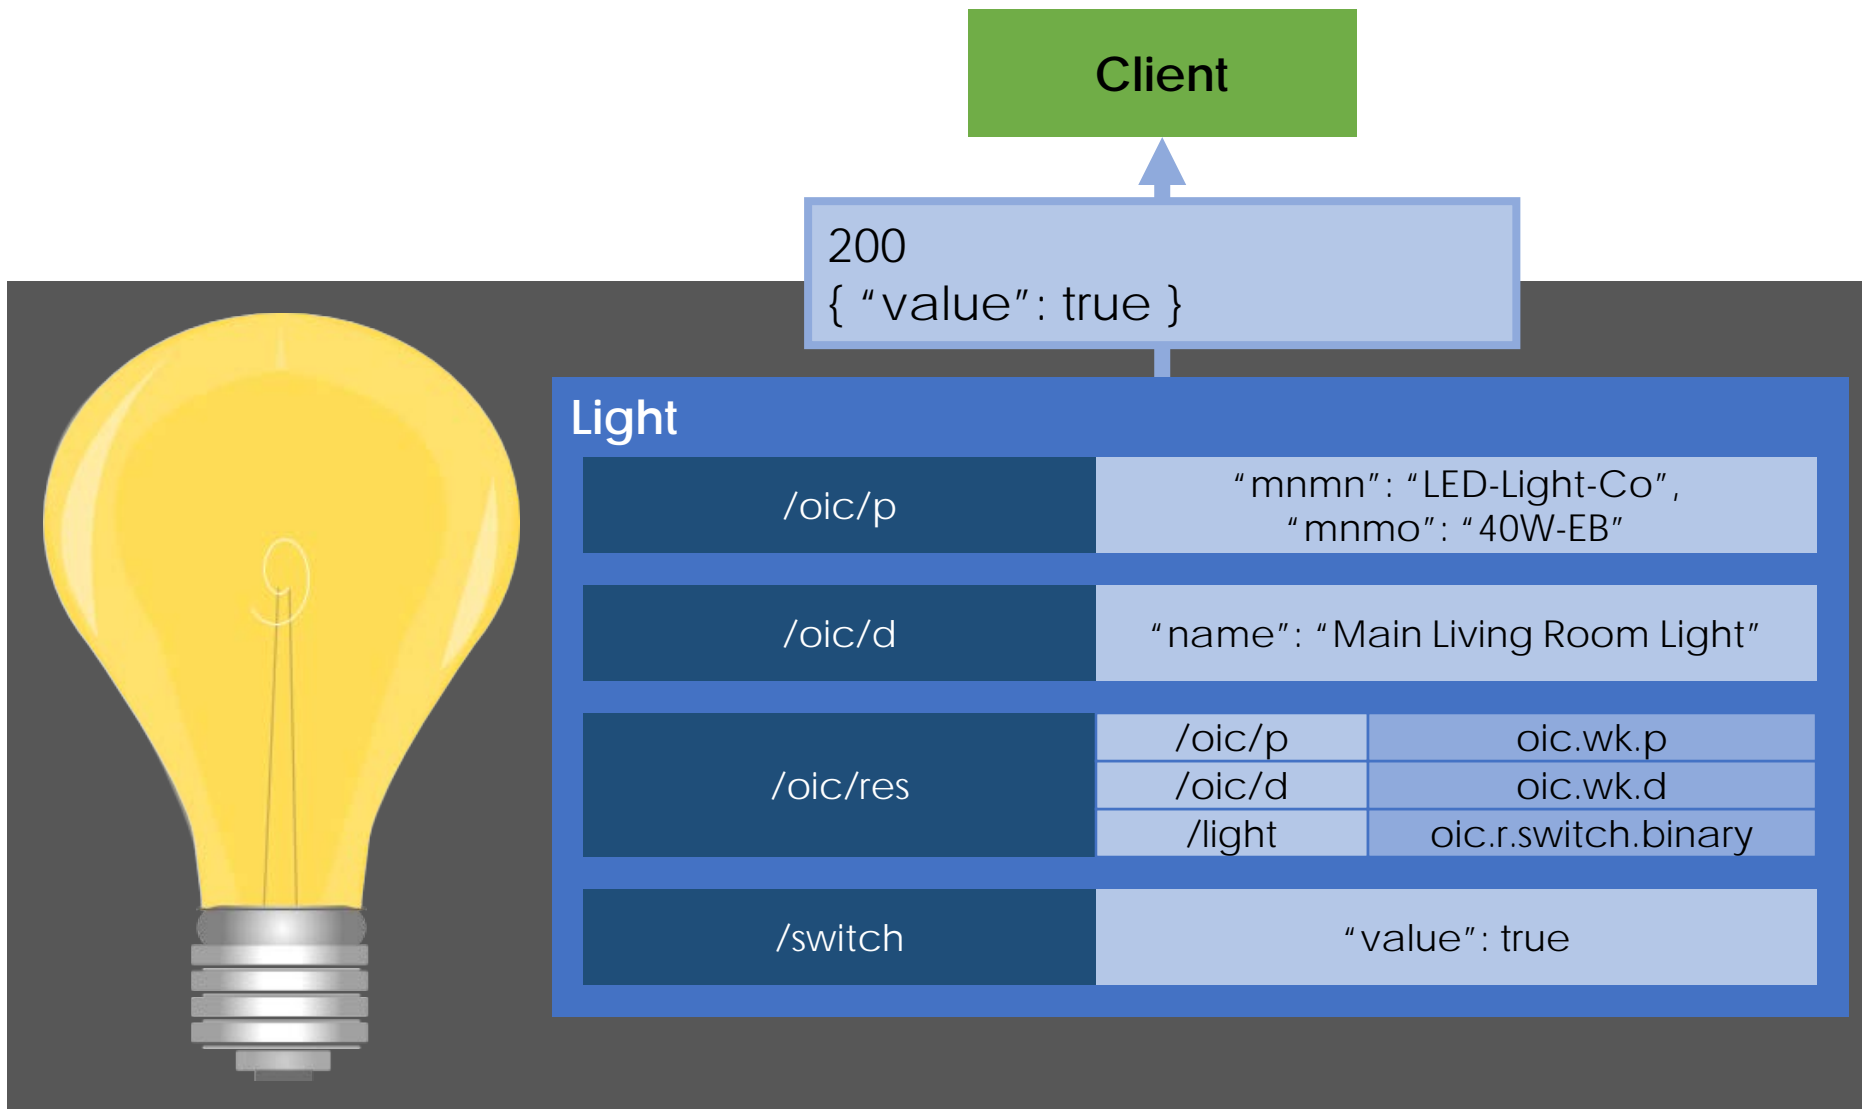 Client
200
{ “value”: true }
Light
/oic/p
“mnmn”: “LED-Light-Co”,
“mnmo”: “40W-EB”
/oic/d
“name”: “Main Living Room Light”
/oic/res
/oic/p oic.wk.p
/oic/d oic.wk.d
/light oic.r.switch.binary
/switch
“value”: true